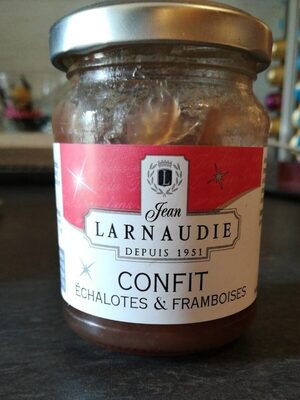 Jean
LARNAUDIE
DEPUIS 1951
CONFIT
ÉCHALOTES & FRAMBOISES